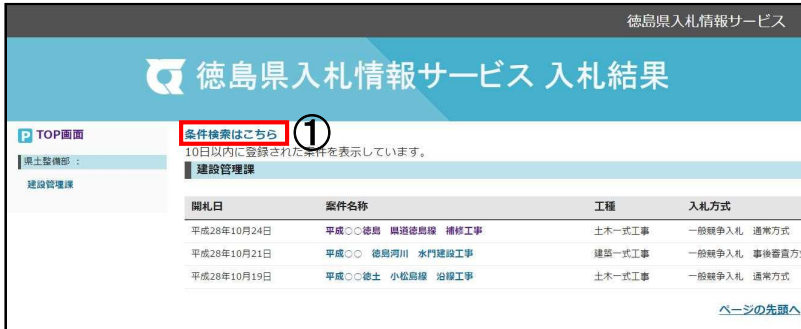 徳島県入札情報サービス
徳島県入札情報サービス 入札結果
TOP画面
県土整備部 :
建設管理課
条件検索はこちら ①
10日以内に登録された案件を表示しています。
建設管理課
開札日 案件名称 工種 入札方式
平成28年10月24日 平成○○徳島 県道徳島線 補修工事 土木一式工事 一般競争入札 通常方式
平成28年10月21日 平成○○ 徳島河川 水門建設工事 建築一式工事 一般競争入札 事後審査方式
平成28年10月19日 平成○○徳土 小松島線 沿線工事 土木一式工事 一般競争入札 通常方式
ページの先頭へ